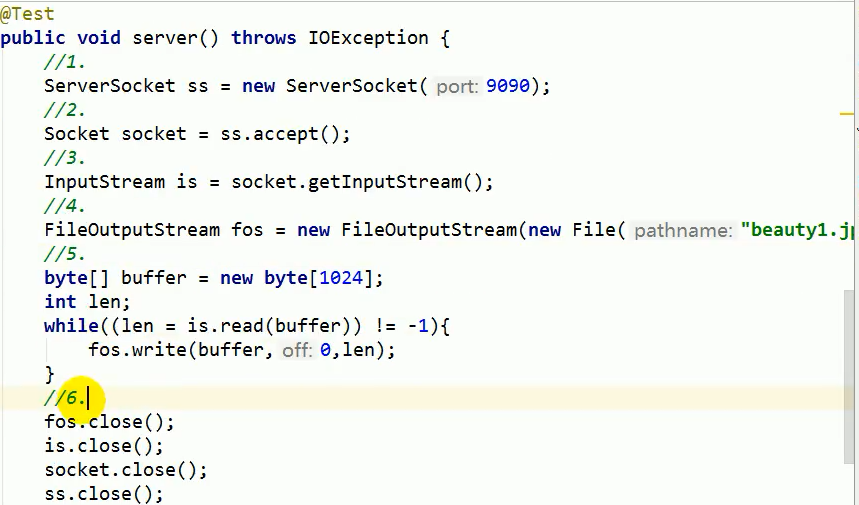 @Test
public void server() throws IOException {
//1.
ServerSocket ss = new ServerSocket( port: 9090);
//2.
Socket socket = ss.accept();
//3.
InputStream is = socket.getInputStream();
//4.
FileOutputStream fos = new FileOutputStream(new File( pathname: "beauty1.jp
//5.
byte[] buffer = new byte[1024];
int len;
while((len = is.read(buffer)) != -1){
fos.write(buffer, off: 0,len);
}
//6.
fos.close();
is.close();
socket.close();
ss.close();